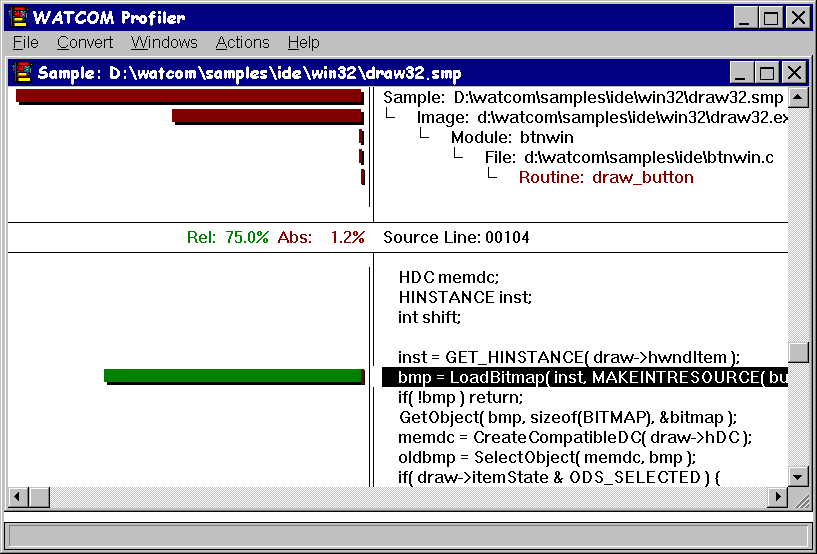 WATCOM Profiler
File Convert Windows Actions Help
Sample: D:\watcom\samples\ide\win32\draw32.smp
Sample: D:\watcom\samples\ide\win32\draw32.smp
Image: d:\watcom\samples\ide\win32\draw32.ex
Module: btnwin
File: d:\watcom\samples\ide\btnwin.c
Routine: draw_button
Rel: 75.0% Abs: 1.2% Source Line: 00104
HDC memdc;
HINSTANCE inst;
int shift;
inst = GET_HINSTANCE( draw->hwndItem );
bmp = LoadBitmap( inst, MAKEINTRESOURCE( bu
if( !bmp ) return;
GetObject( bmp, sizeof(BITMAP), &bitmap );
memdc = CreateCompatibleDC( draw->hDC );
oldbmp = SelectObject( memdc, bmp );
if( draw->itemState & ODS_SELECTED ) {